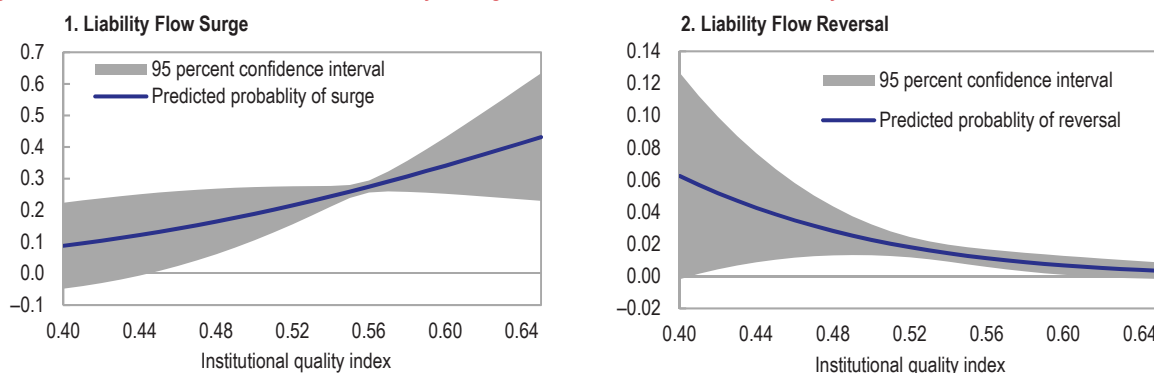 1. Liability Flow Surge
0.7
0.6
0.5
0.4
0.3
0.2
0.1
0.0
–0.1
95 percent confidence interval
Predicted probablity of surge
0.40 0.44 0.48 0.52 0.56 0.60 0.64
Institutional quality index
2. Liability Flow Reversal
0.14
0.12
0.10
0.08
0.06
0.04
0.02
0.00
–0.02
95 percent confidence interval
Predicted probablity of reversal
0.40 0.44 0.48 0.52 0.56 0.60 0.64
Institutional quality index